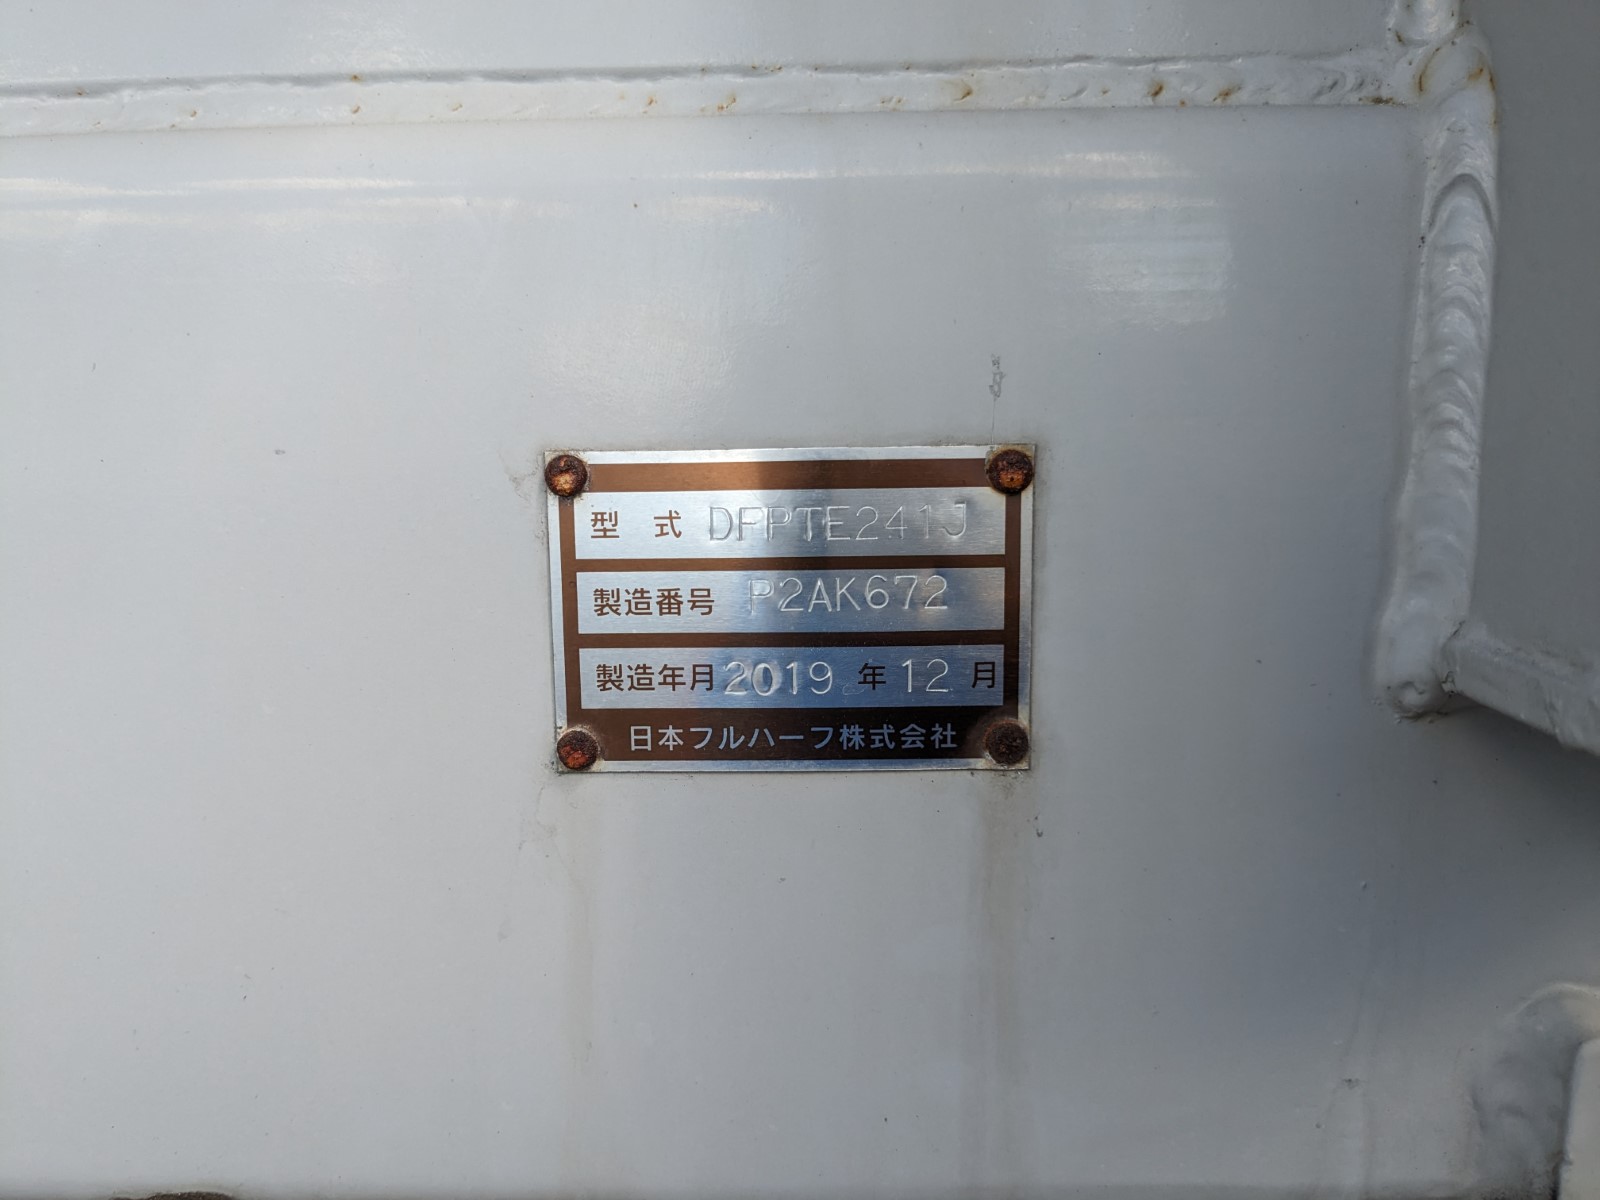 型 式 DFPTE241J
製造番号 P2AK672
製造年月 2019 年 12 月
日本フルハーフ株式会社